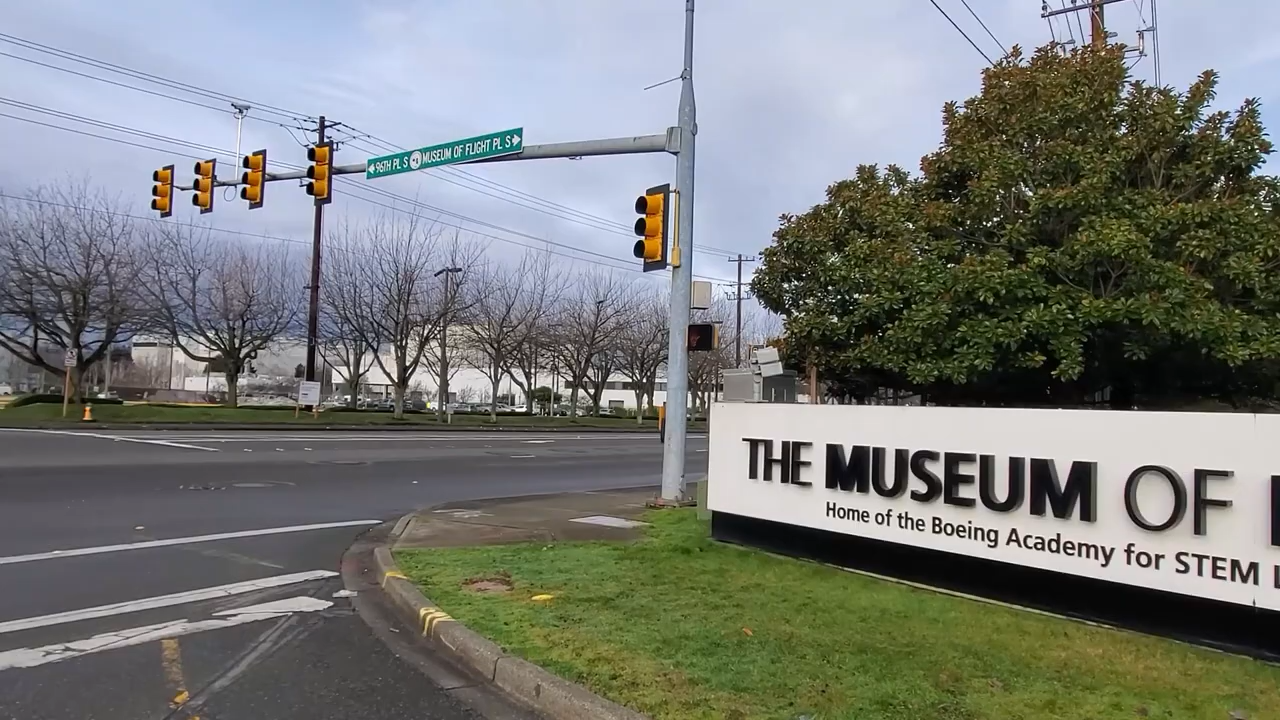 96TH PL S MUSEUM OF FLIGHT PL S
THE MUSEUM OF
Home of the Boeing Academy for STEM